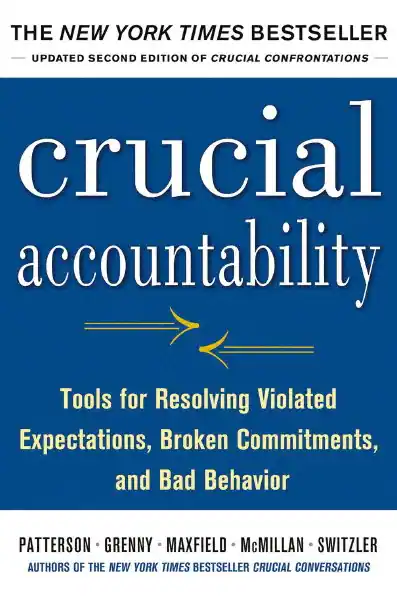 THE NEW YORK TIMES BESTSELLER
UPDATED SECOND EDITION OF CRUCIAL CONFRONTATIONS
crucial
accountability
Tools for Resolving Violated
Expectations, Broken Commitments,
and Bad Behavior
PATTERSON · GRENNY · MAXFIELD · McMILLAN · SWITZLER
AUTHORS OF THE NEW YORK TIMES BESTSELLER CRUCIAL CONVERSATIONS